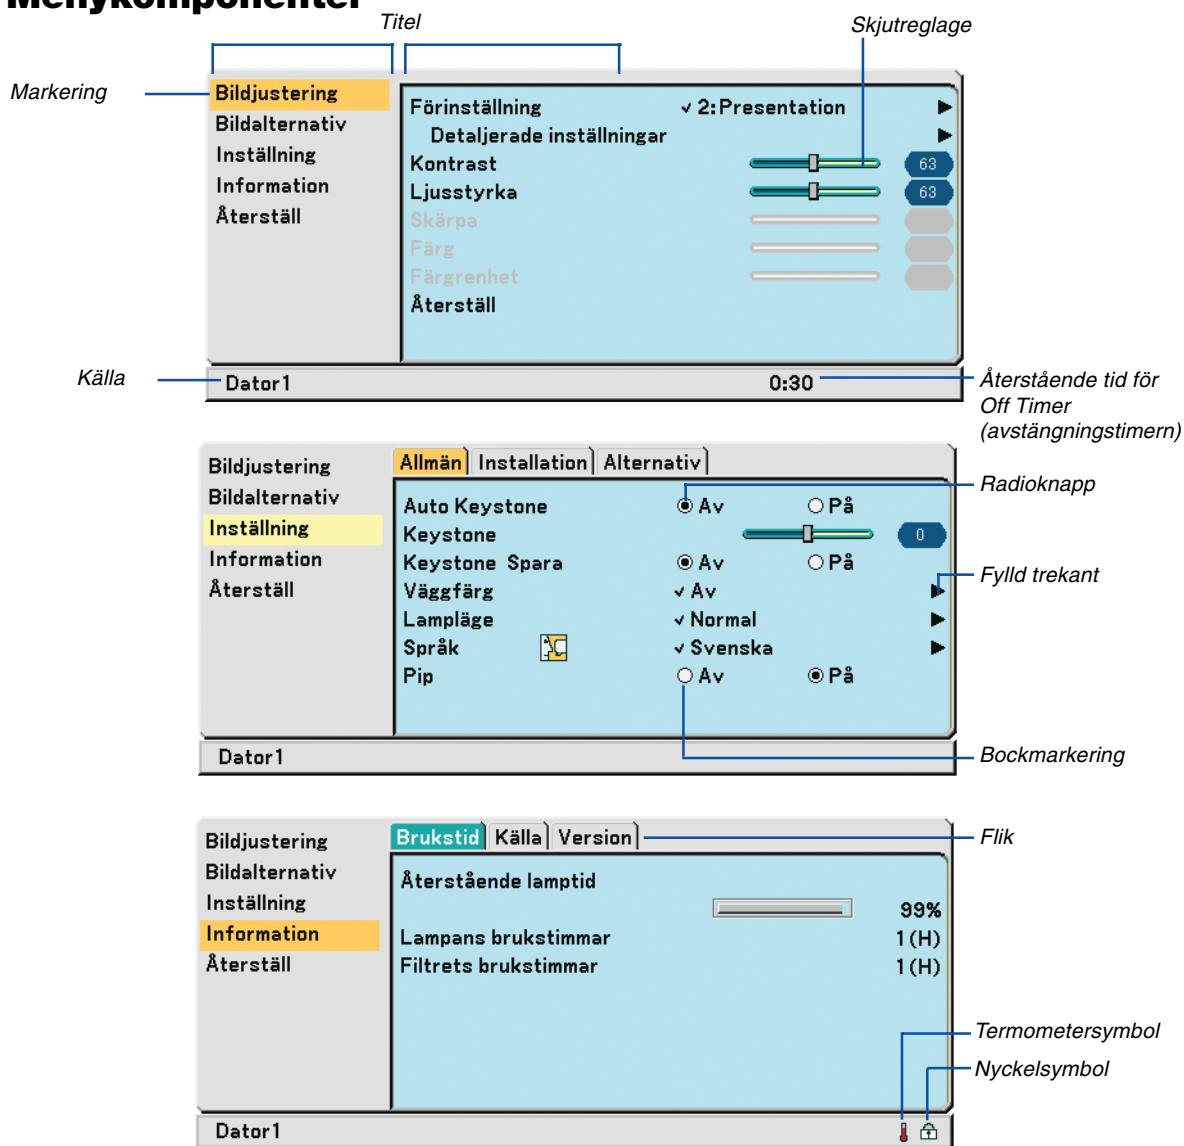 Menykomponenter
Titel
Skjutreglage
Markering
Bildjustering
Bildalternativ
Inställning
Information
Återställ
Förinställning ✓ 2:Presentation ▶
Detaljerade inställningar ▶
Kontrast 63
Ljusstyrka 63
Skärpa
Färg
Färgrenhet
Återställ
Källa
Dator1 0:30
Återstående tid för
Off Timer
(avstängningstimern)
Bildjustering
Bildalternativ
Inställning
Information
Återställ
Allmän Installation Alternativ
Auto Keystone Av På
Keystone 0
Keystone Spara Av På
Väggfärg ✓ Av ▶
Lampläge ✓ Normal ▶
Språk ✓ Svenska ▶
Pip Av På
Radioknapp
Fylld trekant
Dator1
Bockmarkering
Bildjustering
Bildalternativ
Inställning
Information
Återställ
Brukstid Källa Version
Flik
Återstående lamptid
99%
Lampans brukstimmar 1(H)
Filtrets brukstimmar 1(H)
Termometersymbol
Nyckelsymbol
Dator1